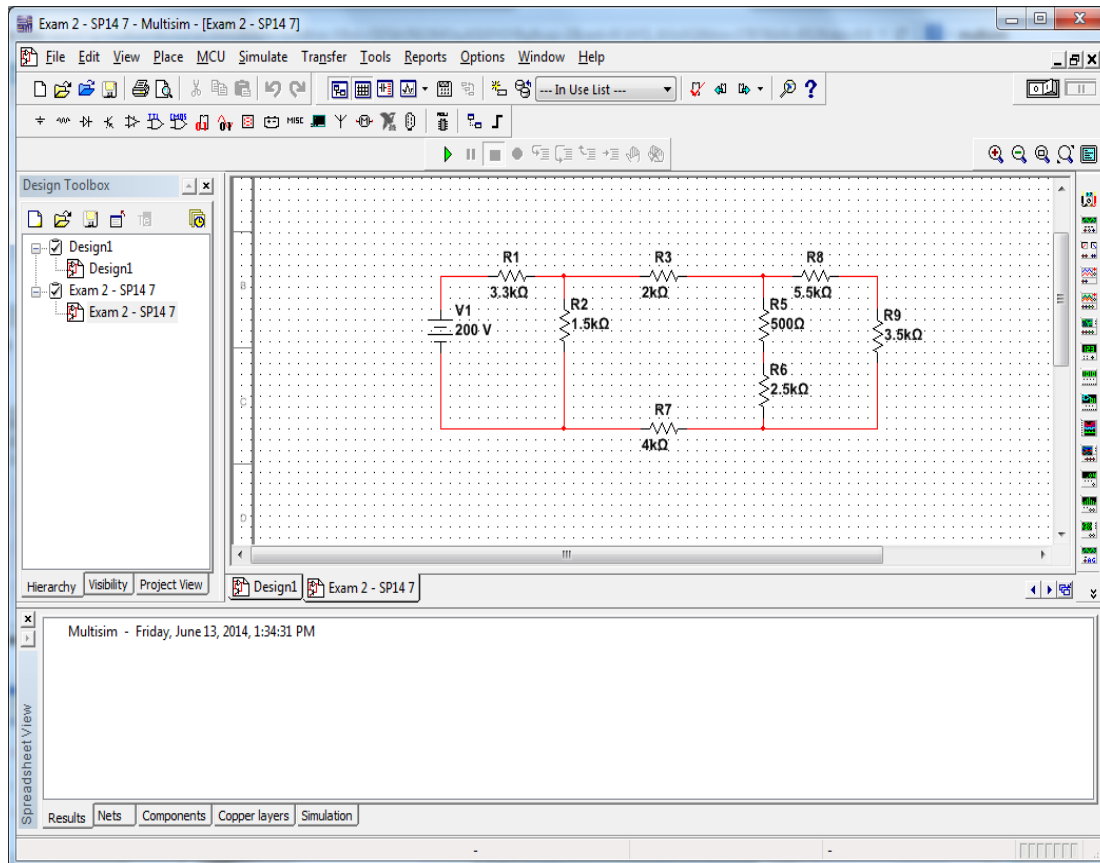 Exam 2 - SP14 7 - Multisim - [Exam 2 - SP14 7]
File Edit View Place MCU Simulate Transfer Tools Reports Options Window Help
--- In Use List ---
MISC
Design Toolbox
Design1
Design1
Exam 2 - SP14 7
Exam 2 - SP14 7
Hierarchy Visibility Project View
B
C
D
R1
3.3kΩ
R3
2kΩ
R8
5.5kΩ
V1
200 V
R2
1.5kΩ
R5
500Ω
R9
3.5kΩ
R6
2.5kΩ
R7
4kΩ
Design1 Exam 2 - SP14 7
Multisim - Friday, June 13, 2014, 1:34:31 PM
Spreadsheet View
Results Nets Components Copper layers Simulation
- -